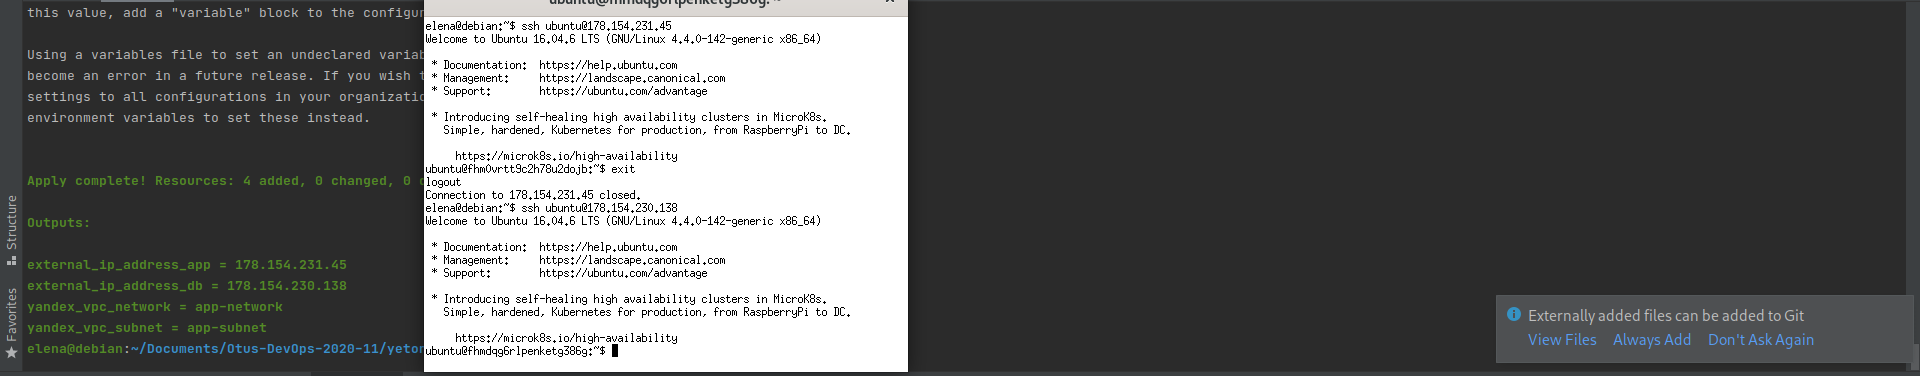 this value, add a "variable" block to the
Using a variables file to set an undeclared
become an error in a future release. If you wish
settings to all configurations in your
environment variables to set these instead.
Apply complete! Resources: 4 added, 0 changed, 0
Outputs:
external_ip_address_app = 178.154.231.45
external_ip_address_db = 178.154.230.138
yandex_vpc_network = app-network
yandex_vpc_subnet = app-subnet
elena@debian:~/Documents/Otus-DevOps-2020-11/
Structure
Favorites
elena@debian:~$ ssh ubuntu@178.154.231.45
Welcome to Ubuntu 16.04.6 LTS (GNU/Linux 4.4.0-142-generic x86_64)
* Documentation: https://help.ubuntu.com
* Management: https://landscape.canonical.com
* Support: https://ubuntu.com/advantage
* Introducing self-healing high availability clusters in MicroK8s.
Simple, hardened, Kubernetes for production, from RaspberryPi to DC.
https://microk8s.io/high-availability
ubuntu@fhm0vrtt9c2h78u2dojb:~$ exit
logout
Connection to 178.154.231.45 closed.
elena@debian:~$ ssh ubuntu@178.154.230.138
Welcome to Ubuntu 16.04.6 LTS (GNU/Linux 4.4.0-142-generic x86_64)
* Documentation: https://help.ubuntu.com
* Management: https://landscape.canonical.com
* Support: https://ubuntu.com/advantage
* Introducing self-healing high availability clusters in MicroK8s.
Simple, hardened, Kubernetes for production, from RaspberryPi to DC.
https://microk8s.io/high-availability
ubuntu@fhmdqg6rlpenketg386g:~$
Externally added files can be added to Git
View Files Always Add Don't Ask Again